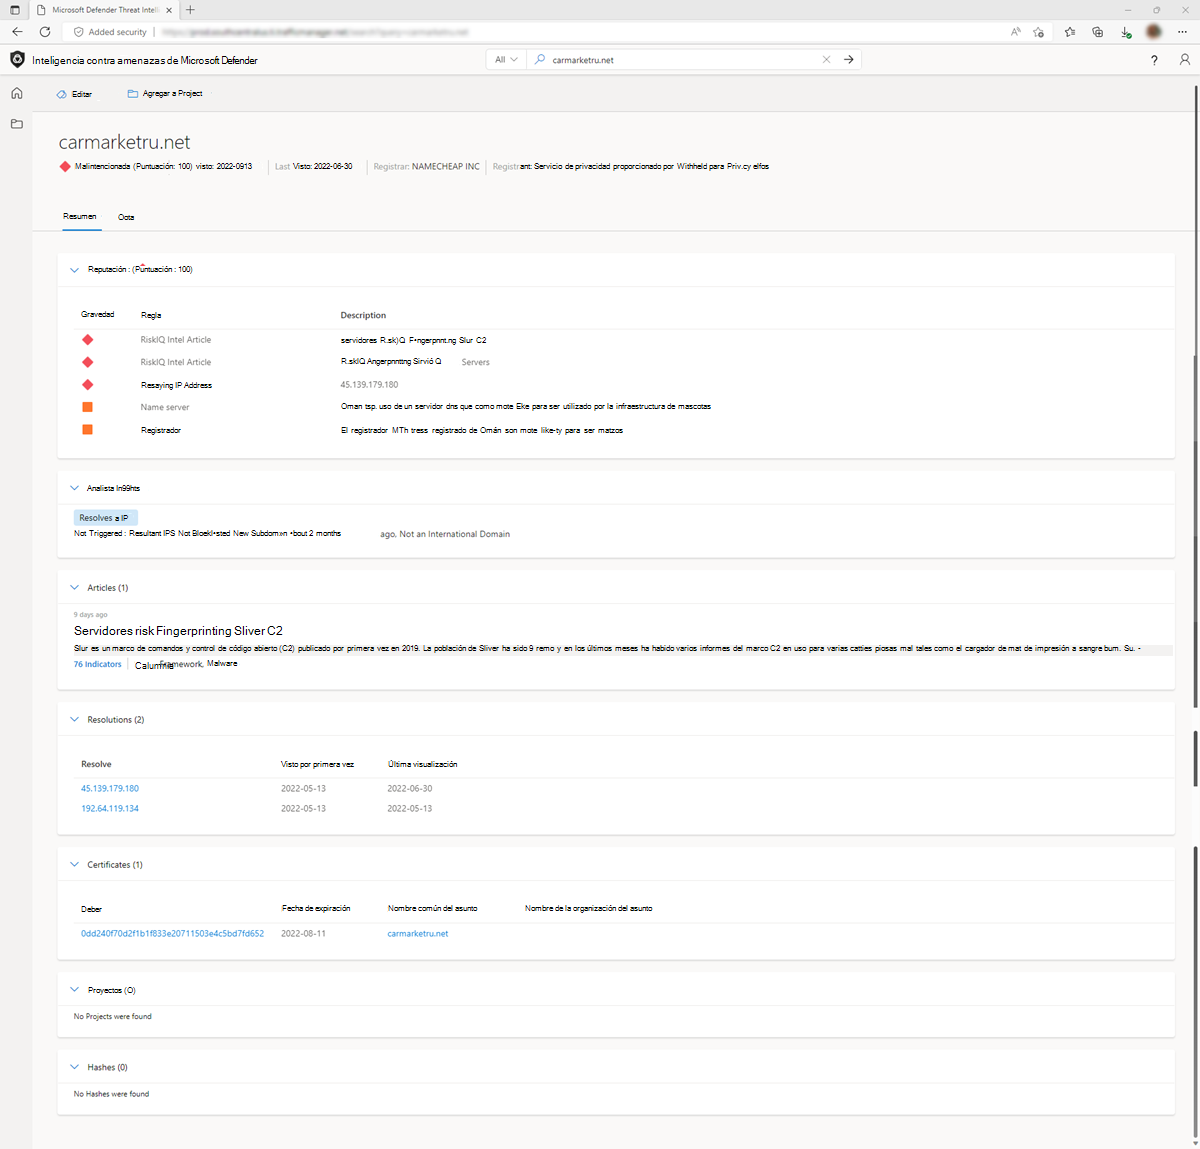 Microsoft Defender Threat Intelli
Added security
Inteligencia contra amenazas de Microsoft Defender
All
carmarketru.net
?
Editar
Agregar a Project
carmarketru.net
Malintencionada (Puntuación: 100) visto: 2022-0913
Last Visto: 2022-06-30
Registrar: NAMECHEAP INC
Registrant: Servicio de privacidad proporcionado por Withheld para Priv.cy elfos
Resumen
Oota
Reputación : (Puntuación : 100)
Gravedad Regla Description
RiskIQ Intel Article servidores R.sk)Q F•ngerpnnt.ng Slur C2
RiskIQ Intel Article R.skIQ Angerpnnttng Sirvió Q Servers
Resaying IP Address 45.139.179.180
Name server Oman tsp. uso de un servidor dns que como mote Eke para ser utilizado por la infraestructura de mascotas
Registrador El registrador MTh tress registrado de Omán son mote like-ty para ser matzos
Analista In99hts
Resolves a IP
Not Triggered : Resultant IPS Not Bloekl•sted New Subdom»n •bout 2 months ago, Not an International Domain
Articles (1)
9 days ago
Servidores risk Fingerprinting Sliver C2
Slur es un marco de comandos y control de código abierto (C2) publicado por primera vez en 2019. La población de Sliver ha sido 9 remo y en los últimos meses ha habido varios informes del marco C2 en uso para varias catties piosas mal tales como el cargador de mat de impresión a sangre bum. Su. -
76 Indicators
Malware
Resolutions (2)
Resolve Visto por primera vez Última visualización
45.139.179.180 2022-05-13 2022-06-30
192.64.119.134 2022-05-13 2022-05-13
Certificates (1)
Deber Fecha de expiración Nombre común del asunto Nombre de la organización del asunto
0dd240f70d2f1b1f833e20711503e4c5bd7fd652 2022-08-11 carmarketru.net
Proyectos (O)
No Projects were found
Hashes (0)
No Hashes were found